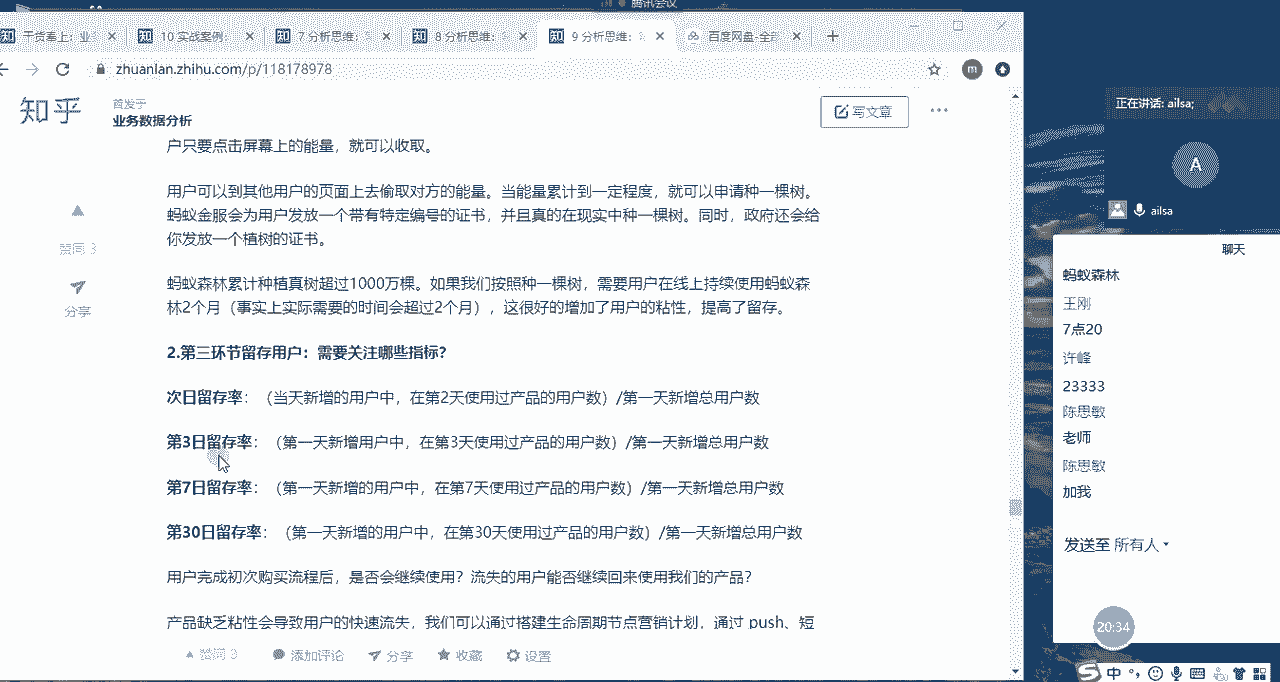 腾讯会议
干货奉上：业
10 实战案例：
7 分析思维：
8 分析思维：
9 分析思维：
百度网盘-全部
zhuanlan.zhihu.com/p/118178978
m
知乎
首发于
业务数据分析
写文章
户只要点击屏幕上的能量，就可以收取。
用户可以到其他用户的页面上去偷取对方的能量。当能量累计到一定程度，就可以申请种一棵树。
蚂蚁金服会为用户发放一个带有特定编号的证书，并且真的在现实中种一棵树。同时，政府还会给
你发放一个植树的证书。
蚂蚁森林累计种植真树超过1000万棵。如果我们按照种一棵树，需要用户在线上持续使用蚂蚁森
林2个月（事实上实际需要的时间会超过2个月），这很好的增加了用户的粘性，提高了留存。
2.第三环节留存用户：需要关注哪些指标？
次日留存率：（当天新增的用户中，在第2天使用过产品的用户数）/第一天新增总用户数
第3日留存率：（第一天新增用户中，在第3天使用过产品的用户数）/第一天新增总用户数
第7日留存率：（第一天新增的用户中，在第7天使用过产品的用户数）/第一天新增总用户数
第30日留存率：（第一天新增的用户中，在第30天使用过产品的用户数）/第一天新增总用户数
用户完成初次购买流程后，是否会继续使用？流失的用户能否继续回来使用我们的产品？
产品缺乏粘性会导致用户的快速流失，我们可以通过搭建生命周期节点营销计划，通过 push、短
赞同 3
分享
赞同 3
添加评论
分享
收藏
设置
正在讲话: ailsa;
A
ailsa
聊天
蚂蚁森林
王刚
7点20
许峰
23333
陈思敏
老师
陈思敏
加我
发送至 所有人
20:34
中